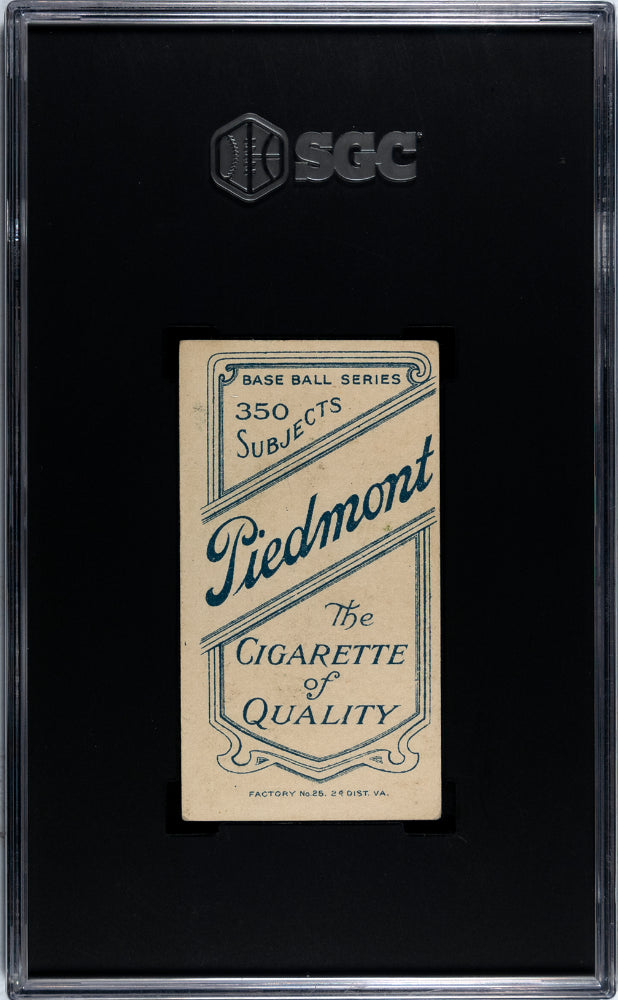 SGC
BASE BALL SERIES
350
SUBJECTS
Piedmont
The
CIGARETTE
of
QUALITY
FACTORY No. 25. 2D DIST. VA.